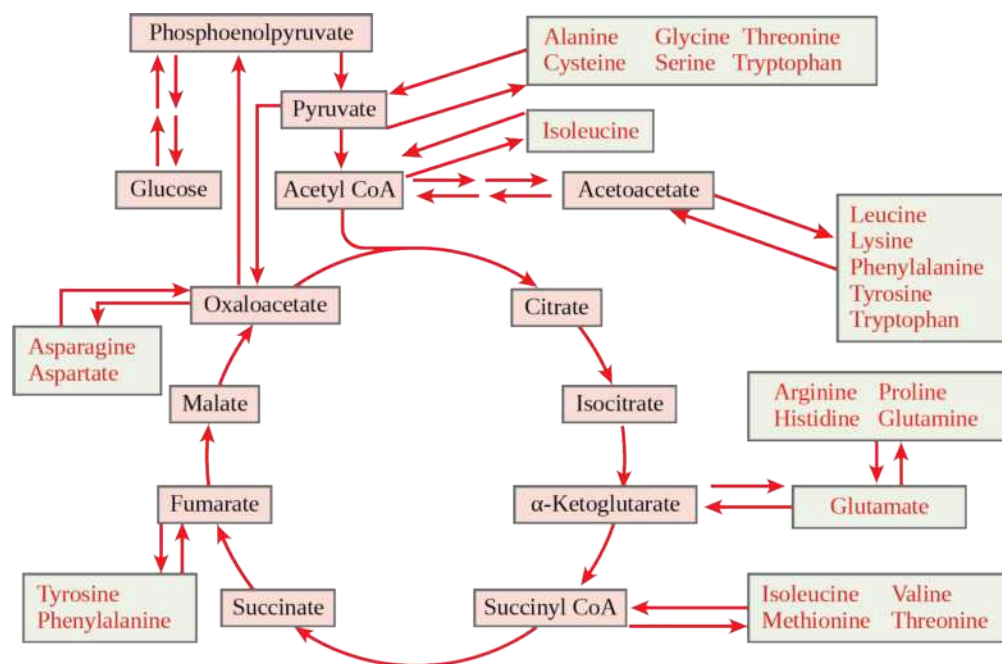 Phosphoenolpyruvate
Alanine Glycine Threonine
Cysteine Serine Tryptophan
Pyruvate
Isoleucine
Glucose
Acetyl CoA
Acetoacetate
Leucine
Lysine
Phenylalanine
Tyrosine
Tryptophan
Oxaloacetate
Citrate
Asparagine
Aspartate
Malate
Isocitrate
Arginine Proline
Histidine Glutamine
Fumarate
α-Ketoglutarate
Glutamate
Tyrosine
Phenylalanine
Succinate
Succinyl CoA
Isoleucine Valine
Methionine Threonine